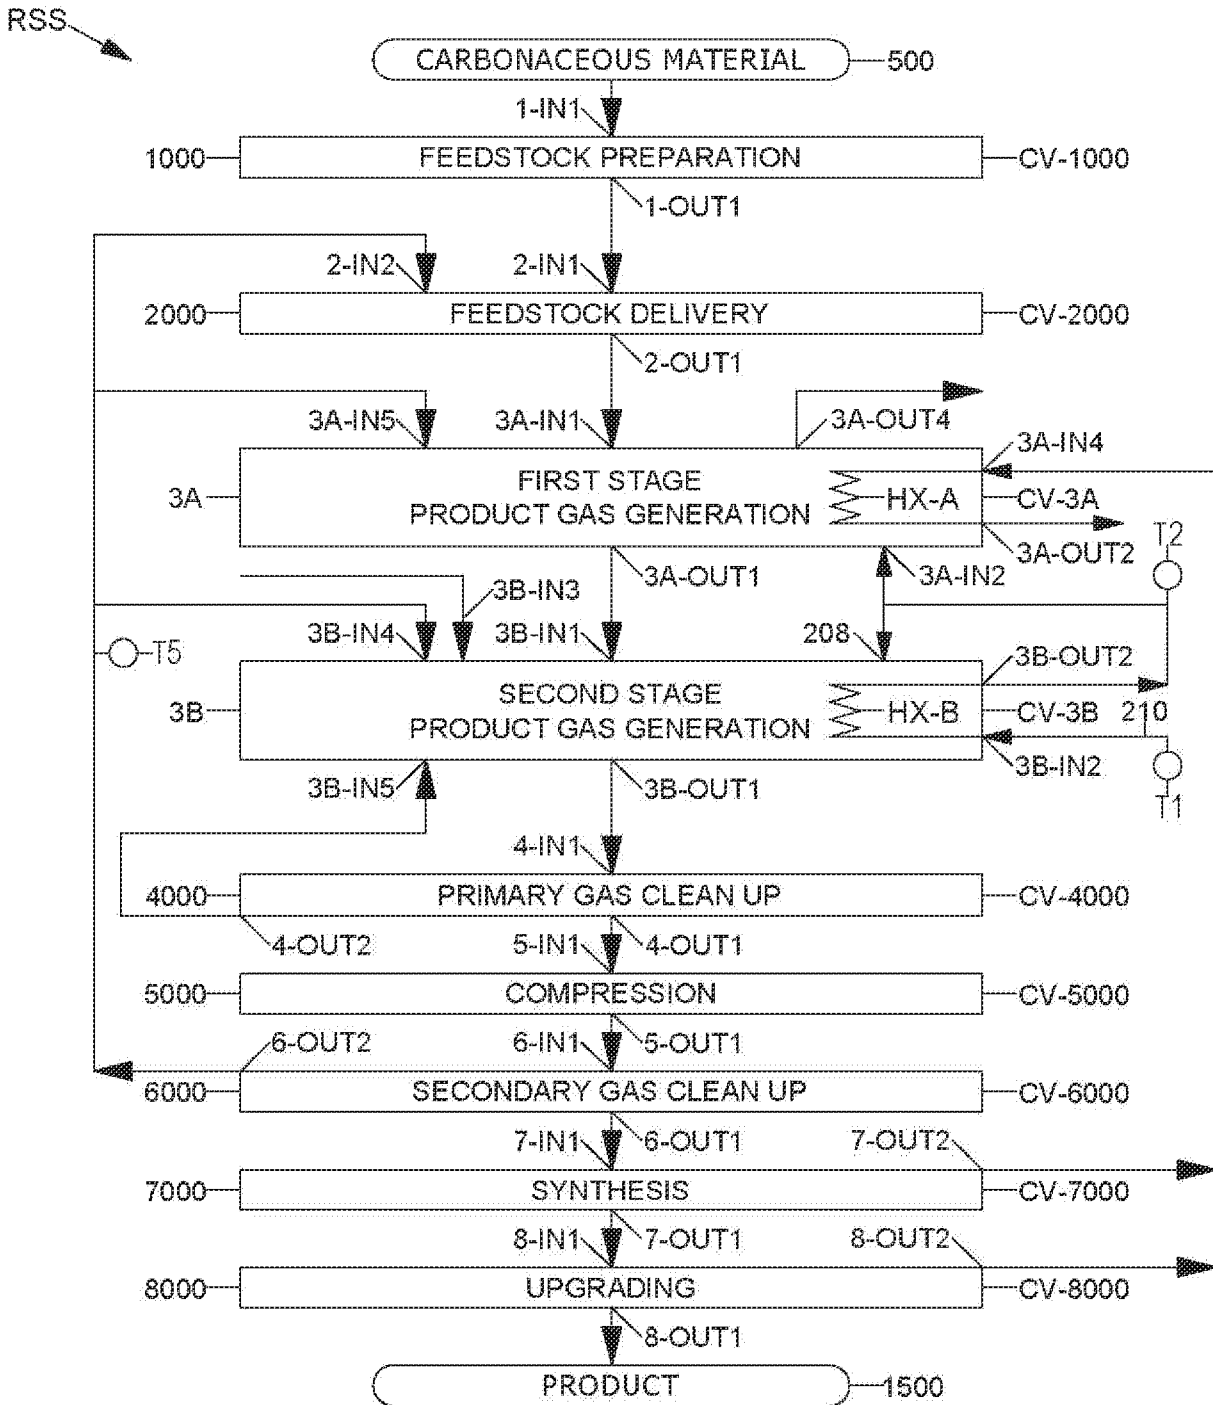 RSS
CARBONACEOUS MATERIAL 500
1-IN1
1000 FEEDSTOCK PREPARATION CV-1000
1-OUT1
2-IN2 2-IN1
2000 FEEDSTOCK DELIVERY CV-2000
2-OUT1
3A-IN5 3A-IN1 3A-OUT4 3A-IN4
3A FIRST STAGE
PRODUCT GAS GENERATION HX-A CV-3A
3A-OUT1 3A-IN2 3A-OUT2 T2
3B-IN3
T5 3B-IN4 3B-IN1 208 3B-OUT2
3B SECOND STAGE
PRODUCT GAS GENERATION HX-B CV-3B 210
3B-IN5 3B-OUT1 3B-IN2 T1
4-IN1
4000 PRIMARY GAS CLEAN UP CV-4000
4-OUT2 5-IN1 4-OUT1
5000 COMPRESSION CV-5000
6-OUT2 6-IN1 5-OUT1
6000 SECONDARY GAS CLEAN UP CV-6000
7-IN1 6-OUT1 7-OUT2
7000 SYNTHESIS CV-7000
8-IN1 7-OUT1 8-OUT2
8000 UPGRADING CV-8000
8-OUT1
PRODUCT 1500